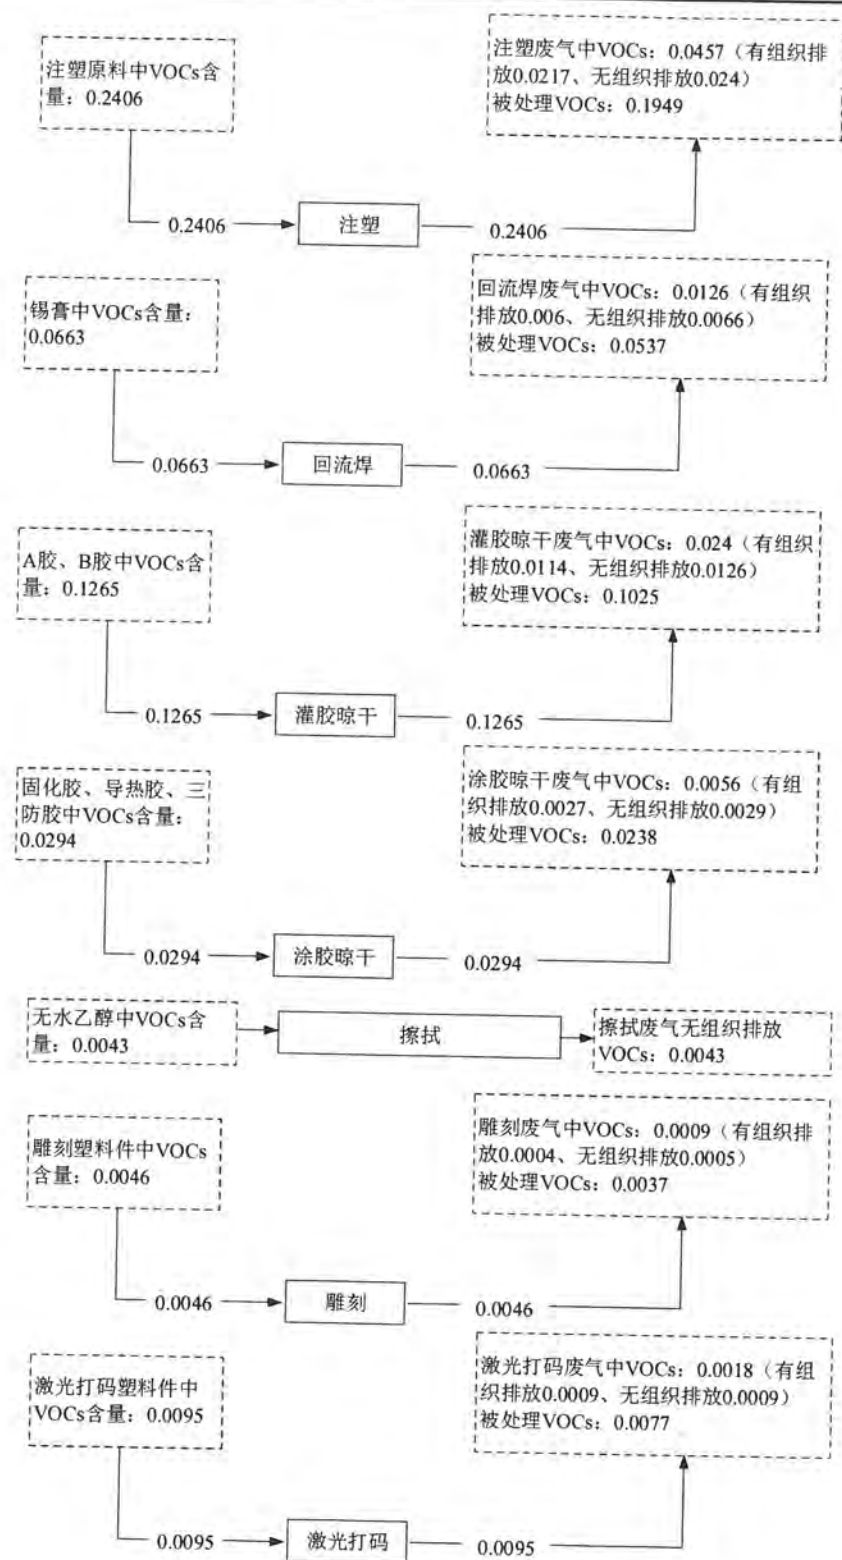 注塑原料中VOCs含
量：0.2406
注塑废气中VOCs：0.0457（有组织排
放0.0217、无组织排放0.024）
被处理VOCs：0.1949
0.2406
注塑
0.2406
锡膏中VOCs含量：
0.0663
回流焊废气中VOCs：0.0126（有组织
排放0.006、无组织排放0.0066）
被处理VOCs：0.0537
0.0663
回流焊
0.0663
A胶、B胶中VOCs含
量：0.1265
灌胶晾干废气中VOCs：0.024（有组织
排放0.0114、无组织排放0.0126）
被处理VOCs：0.1025
0.1265
灌胶晾干
0.1265
固化胶、导热胶、三
防胶中VOCs含量：
0.0294
涂胶晾干废气中VOCs：0.0056（有组
织排放0.0027、无组织排放0.0029）
被处理VOCs：0.0238
0.0294
涂胶晾干
0.0294
无水乙醇中VOCs含
量：0.0043
擦拭
擦拭废气无组织排放
VOCs：0.0043
雕刻塑料件中VOCs
含量：0.0046
雕刻废气中VOCs：0.0009（有组织排
放0.0004、无组织排放0.0005）
被处理VOCs：0.0037
0.0046
雕刻
0.0046
激光打码塑料件中
VOCs含量：0.0095
激光打码废气中VOCs：0.0018（有组
织排放0.0009、无组织排放0.0009）
被处理VOCs：0.0077
0.0095
激光打码
0.0095